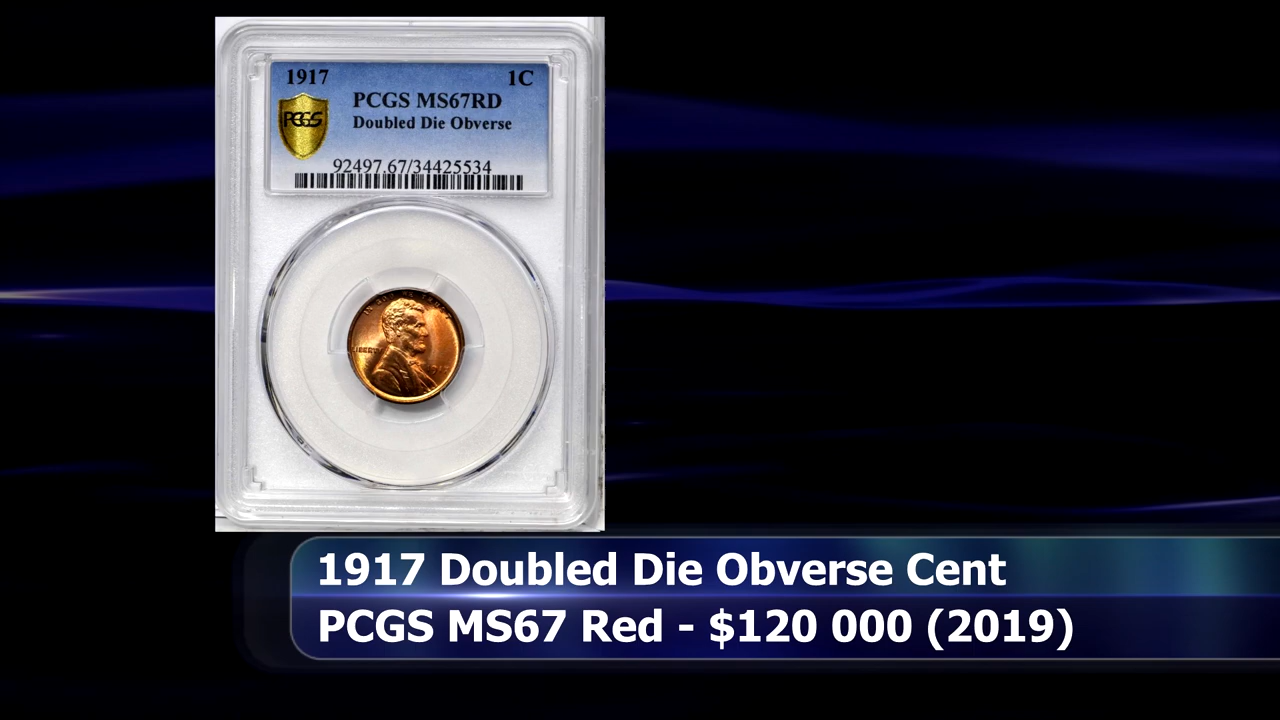 1917 1C
PCGS MS67RD
PCGS
Doubled Die Obverse
92497.67/34425534
LIBERTY
1917 Doubled Die Obverse Cent
PCGS MS67 Red - $120 000 (2019)